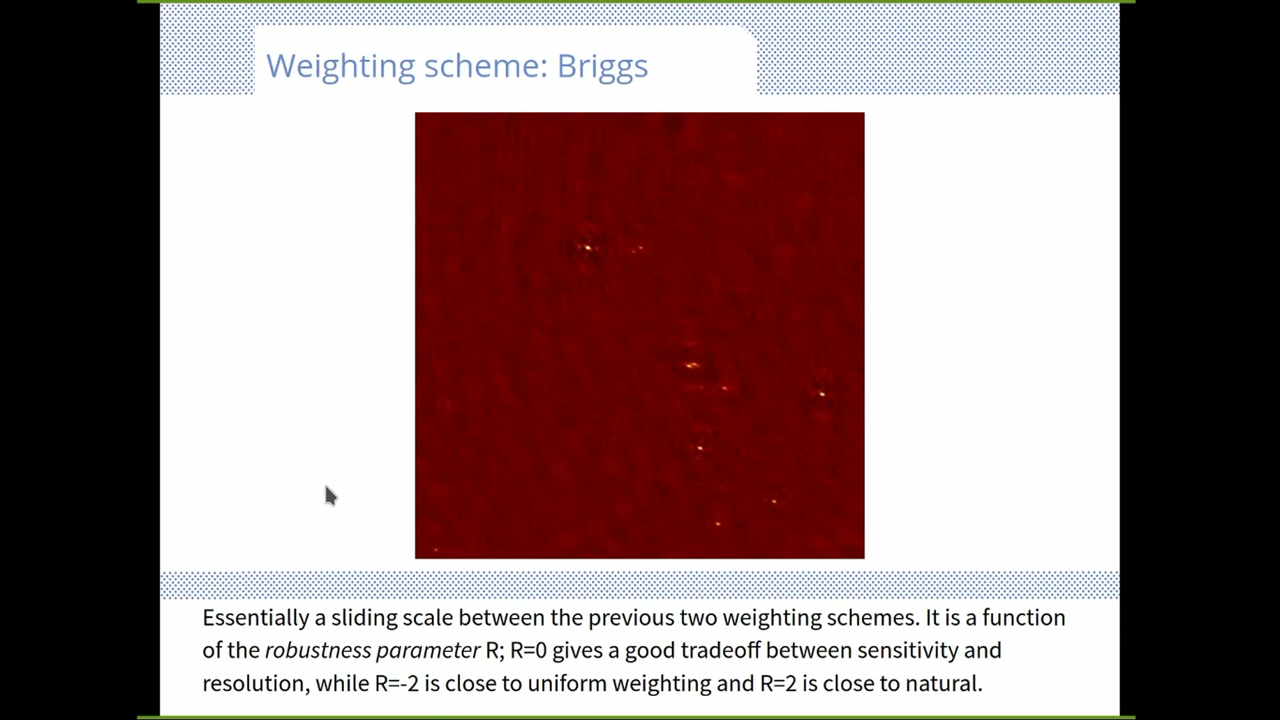 Weighting scheme: Briggs
Essentially a sliding scale between the previous two weighting schemes. It is a function
of the robustness parameter R; R=0 gives a good tradeoff between sensitivity and
resolution, while R=-2 is close to uniform weighting and R=2 is close to natural.